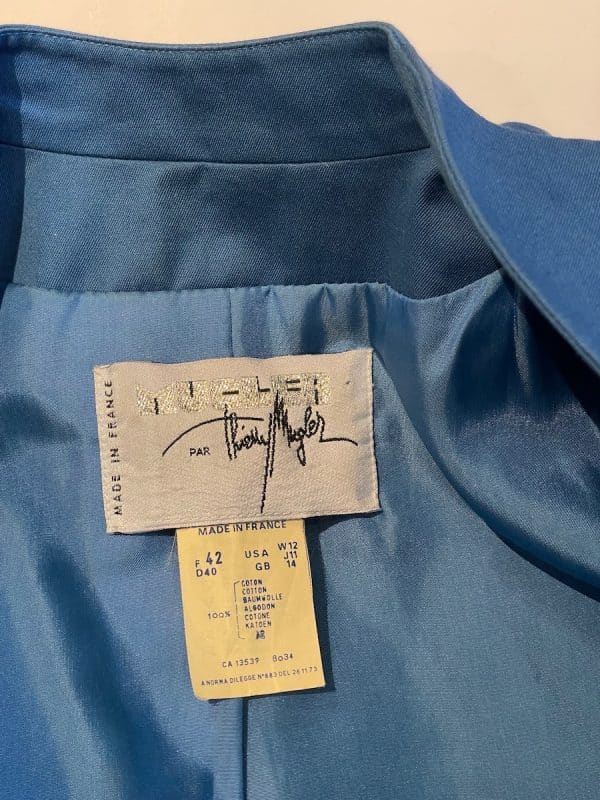 MUGLER
MADE IN FRANCE
PAR Thierry Mugler
MADE IN FRANCE
F 42 USA W12
J11
D40 GB 14
COTON
COTTON
BAUMWOLLE
100% ALGODON
COTONE
KATOEN
CA 13539 8034
A NORMA DI LEGGE N°883 DEL 26 11 73